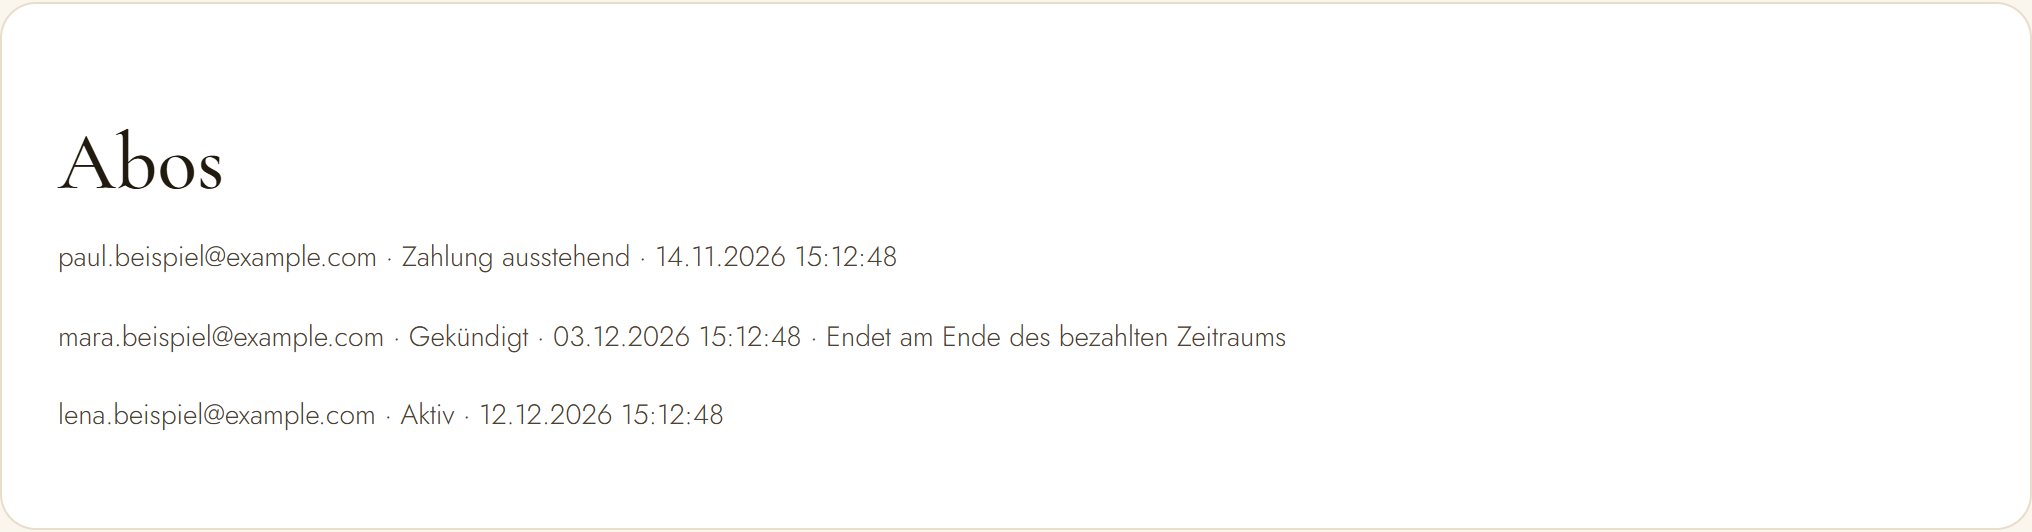 Abos
paul.beispiel@example.com · Zahlung ausstehend · 14.11.2026 15:12:48
mara.beispiel@example.com · Gekündigt · 03.12.2026 15:12:48 · Endet am Ende des bezahlten Zeitraums
lena.beispiel@example.com · Aktiv · 12.12.2026 15:12:48